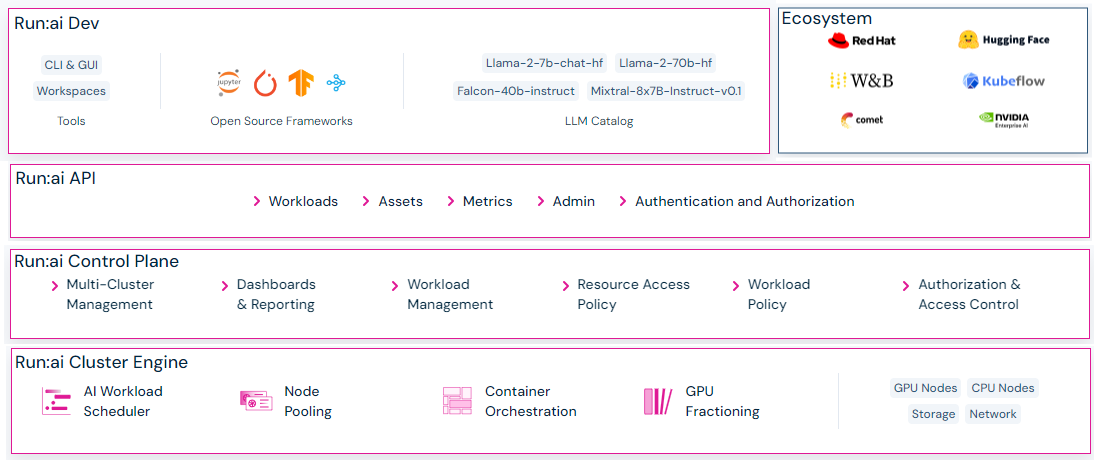 Run:ai Dev
CLI & GUI
Workspaces
Tools
jupyter
Open Source Frameworks
Llama-2-7b-chat-hf
Llama-2-70b-hf
Falcon-40b-instruct
Mixtral-8x7B-Instruct-v0.1
LLM Catalog
Ecosystem
Red Hat
Hugging Face
W&B
Kubeflow
comet
NVIDIA
Enterprise AI
Run:ai API
Workloads
Assets
Metrics
Admin
Authentication and Authorization
Run:ai Control Plane
Multi-Cluster
Management
Dashboards
& Reporting
Workload
Management
Resource Access
Policy
Workload
Policy
Authorization &
Access Control
Run:ai Cluster Engine
AI Workload
Scheduler
Node
Pooling
Container
Orchestration
GPU
Fractioning
GPU Nodes
CPU Nodes
Storage
Network